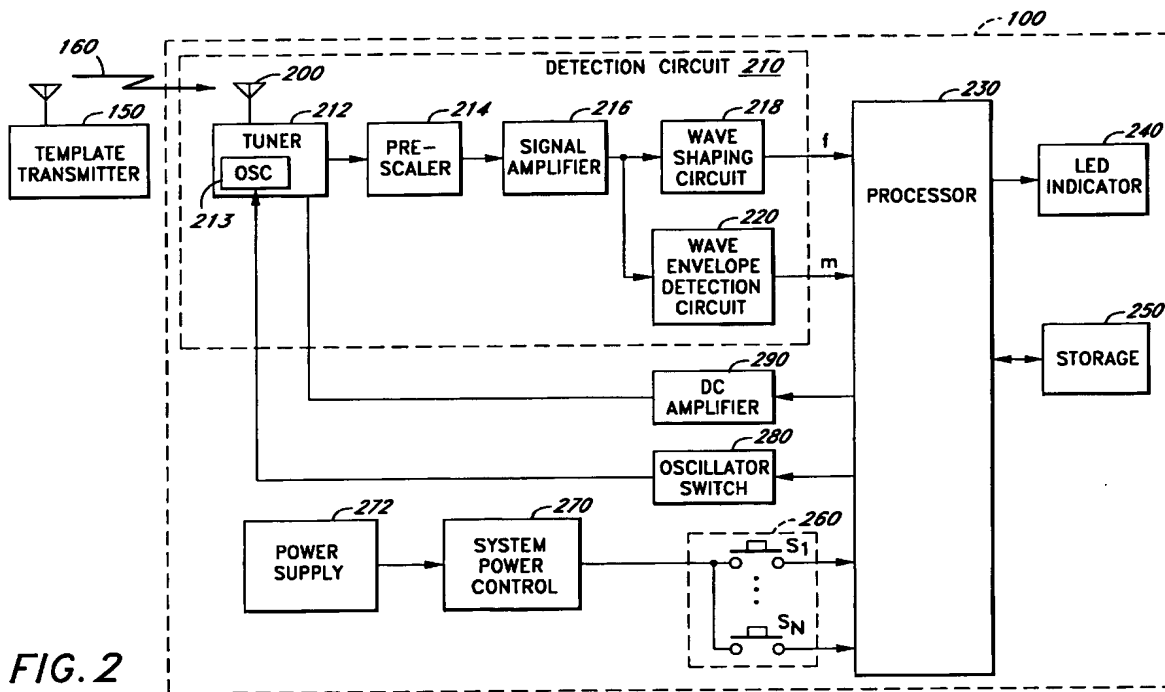 100
160
200
DETECTION CIRCUIT 210
150
TEMPLATE
TRANSMITTER
212
TUNER
OSC
213
214
PRE-
SCALER
216
SIGNAL
AMPLIFIER
218
WAVE
SHAPING
CIRCUIT
f
220
WAVE
ENVELOPE
DETECTION
CIRCUIT
m
230
PROCESSOR
240
LED
INDICATOR
250
STORAGE
290
DC
AMPLIFIER
280
OSCILLATOR
SWITCH
272
POWER
SUPPLY
270
SYSTEM
POWER
CONTROL
260
S1
SN
FIG. 2